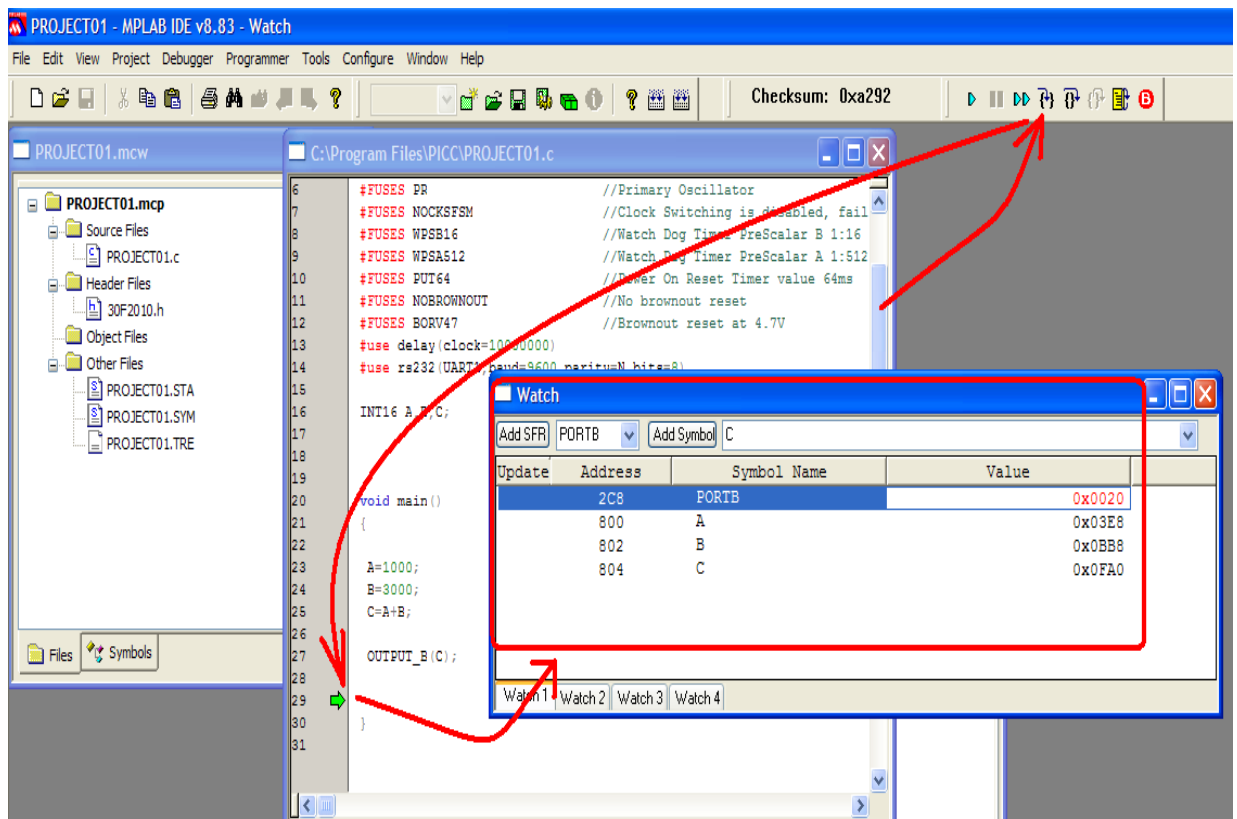 PROJECT01 - MPLAB IDE v8.83 - Watch
File Edit View Project Debugger Programmer Tools Configure Window Help
Checksum: 0xa292
PROJECT01.mcw
PROJECT01.mcp
Source Files
PROJECT01.c
Header Files
30F2010.h
Object Files
Other Files
PROJECT01.STA
PROJECT01.SYM
PROJECT01.TRE
Files Symbols
C:\Program Files\PICC\PROJECT01.c
6 #FUSES PR //Primary Oscillator
7 #FUSES NOCKSFSM //Clock Switching is disabled, fail
8 #FUSES WPSB16 //Watch Dog Timer PreScalar B 1:16
9 #FUSES WPSA512 //Watch Dog Timer PreScalar A 1:512
10 #FUSES PUT64 //Power On Reset Timer value 64ms
11 #FUSES NOBROWNOUT //No brownout reset
12 #FUSES BORV47 //Brownout reset at 4.7V
13 #use delay(clock=10000000)
14 #use rs232(UART1,baud=9600,parity=N,bits=8)
15
16 INT16 A,B,C;
17
18
19
20 void main()
21 {
22
23 A=1000;
24 B=3000;
25 C=A+B;
26
27 OUTPUT_B(C);
28
29
30 }
31
Watch
Add SFR PORTB Add Symbol C
Update Address Symbol Name Value
2C8 PORTB 0x0020
800 A 0x03E8
802 B 0x0BB8
804 C 0x0FA0
Watch 1 Watch 2 Watch 3 Watch 4